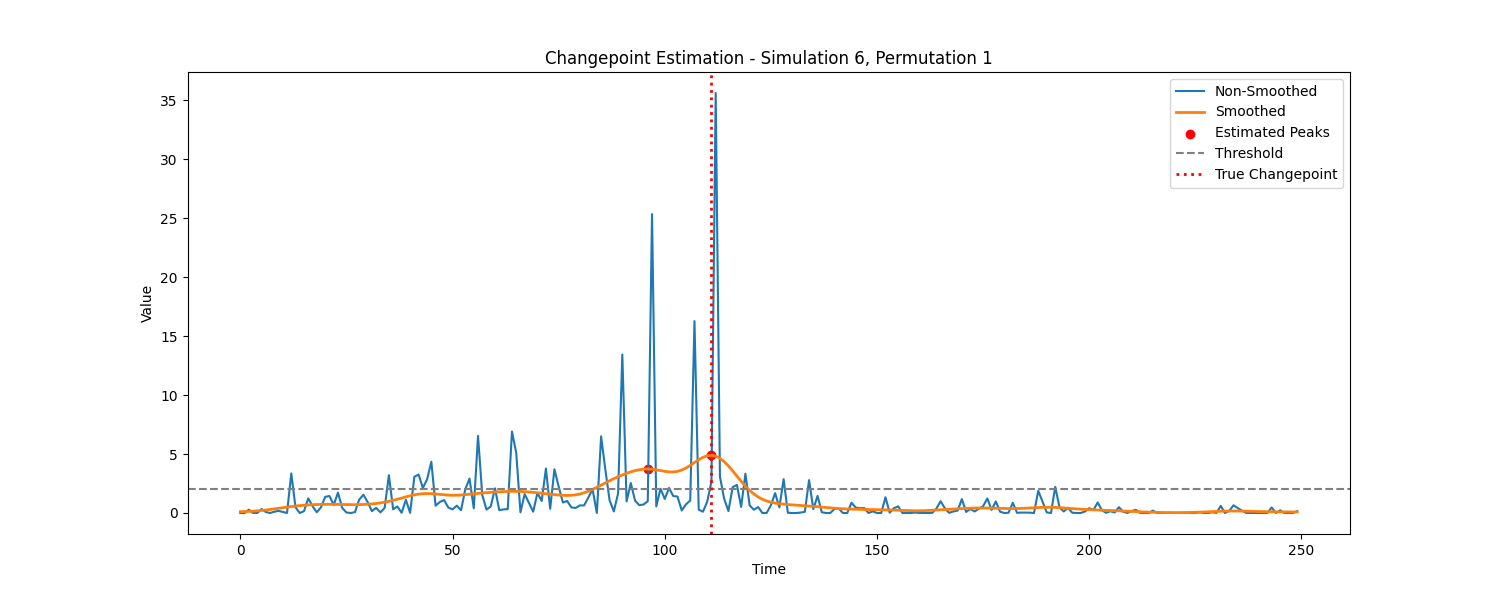 Changepoint Estimation - Simulation 6, Permutation 1
Non-Smoothed
Smoothed
Estimated Peaks
Threshold
True Changepoint
35
30
25
20
15
10
5
0
Value
0 50 100 150 200 250
Time